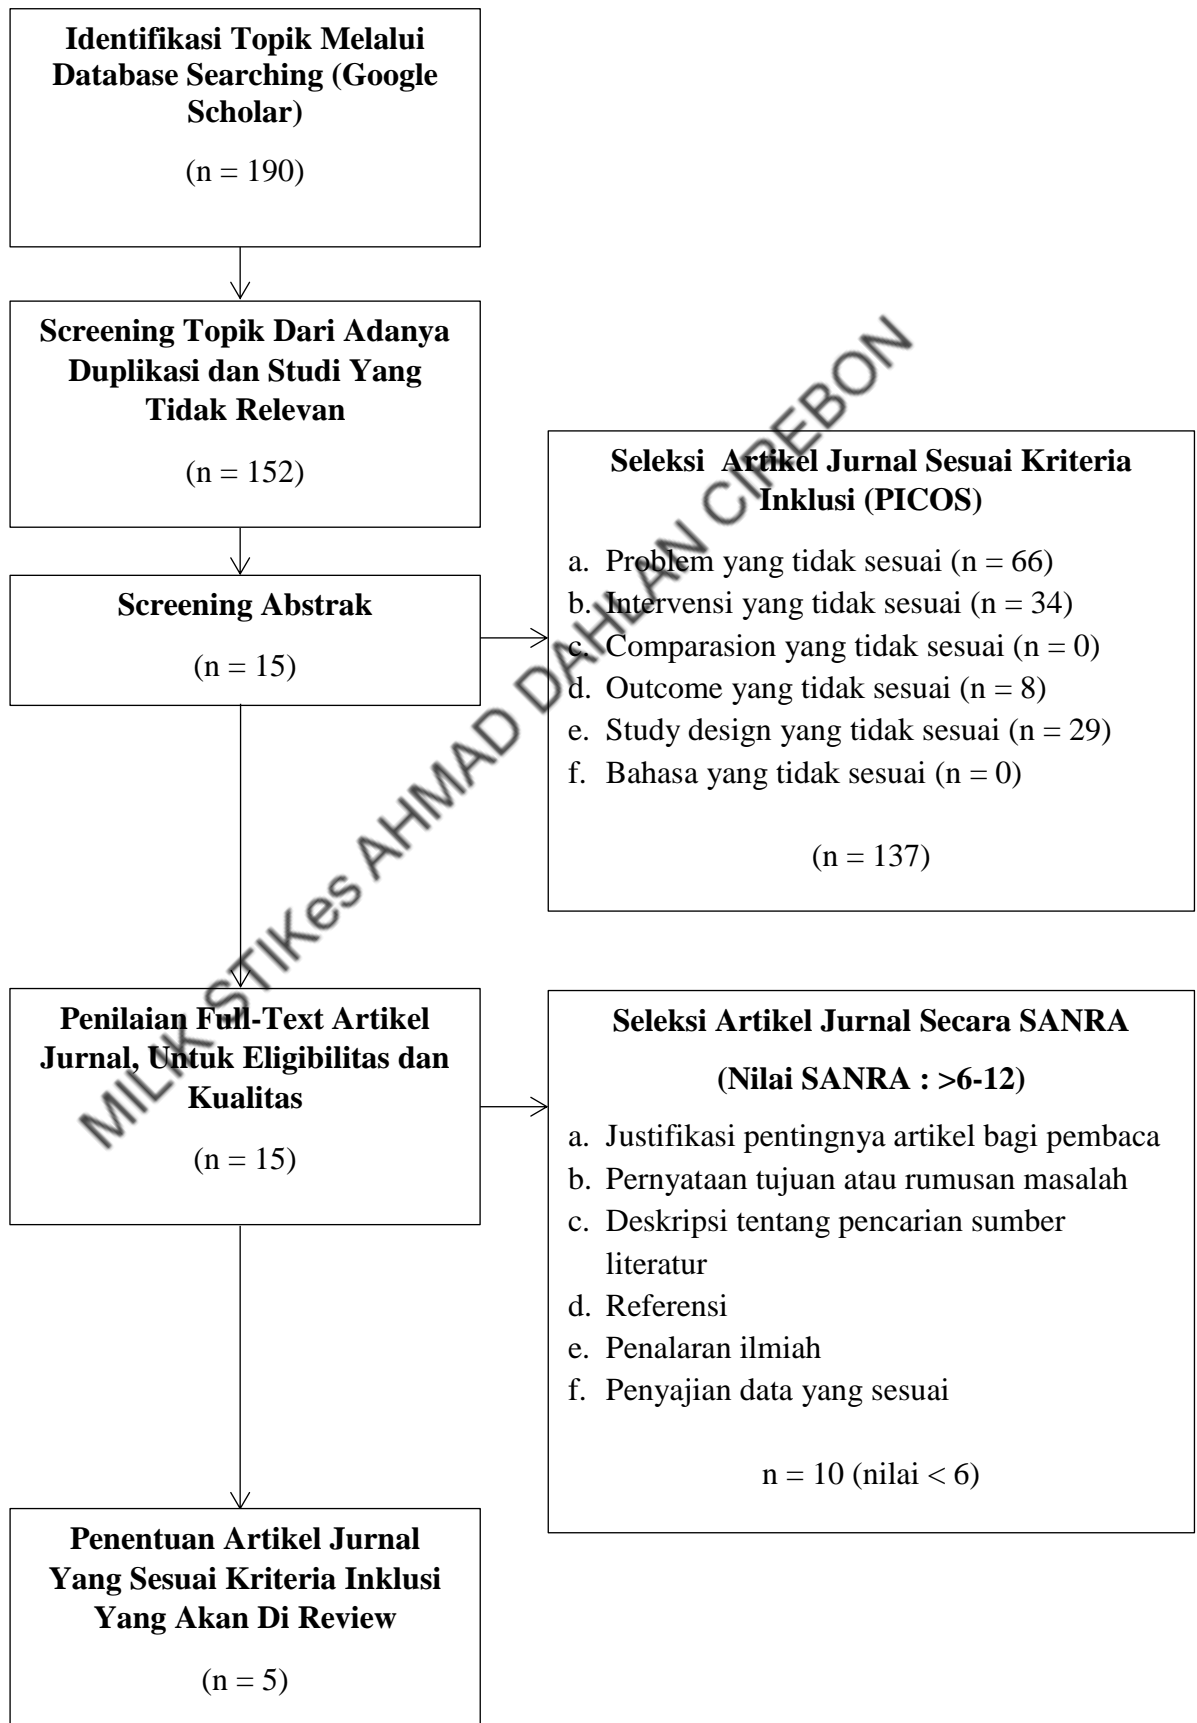 Identifikasi Topik Melalui
Database Searching (Google
Scholar)
(n = 190)
Screening Topik Dari Adanya
Duplikasi dan Studi Yang
Tidak Relevan
(n = 152)
Screening Abstrak
(n = 15)
Seleksi Artikel Jurnal Sesuai Kriteria
Inklusi (PICOS)
a. Problem yang tidak sesuai (n = 66)
b. Intervensi yang tidak sesuai (n = 34)
c. Comparasion yang tidak sesuai (n = 0)
d. Outcome yang tidak sesuai (n = 8)
e. Study design yang tidak sesuai (n = 29)
f. Bahasa yang tidak sesuai (n = 0)
(n = 137)
Penilaian Full-Text Artikel
Jurnal, Untuk Eligibilitas dan
Kualitas
(n = 15)
Seleksi Artikel Jurnal Secara SANRA
(Nilai SANRA : >6-12)
a. Justifikasi pentingnya artikel bagi pembaca
b. Pernyataan tujuan atau rumusan masalah
c. Deskripsi tentang pencarian sumber
literatur
d. Referensi
e. Penalaran ilmiah
f. Penyajian data yang sesuai
n = 10 (nilai < 6)
Penentuan Artikel Jurnal
Yang Sesuai Kriteria Inklusi
Yang Akan Di Review
(n = 5)
MILIK STIKes AHMAD DAHLAN CIREBON